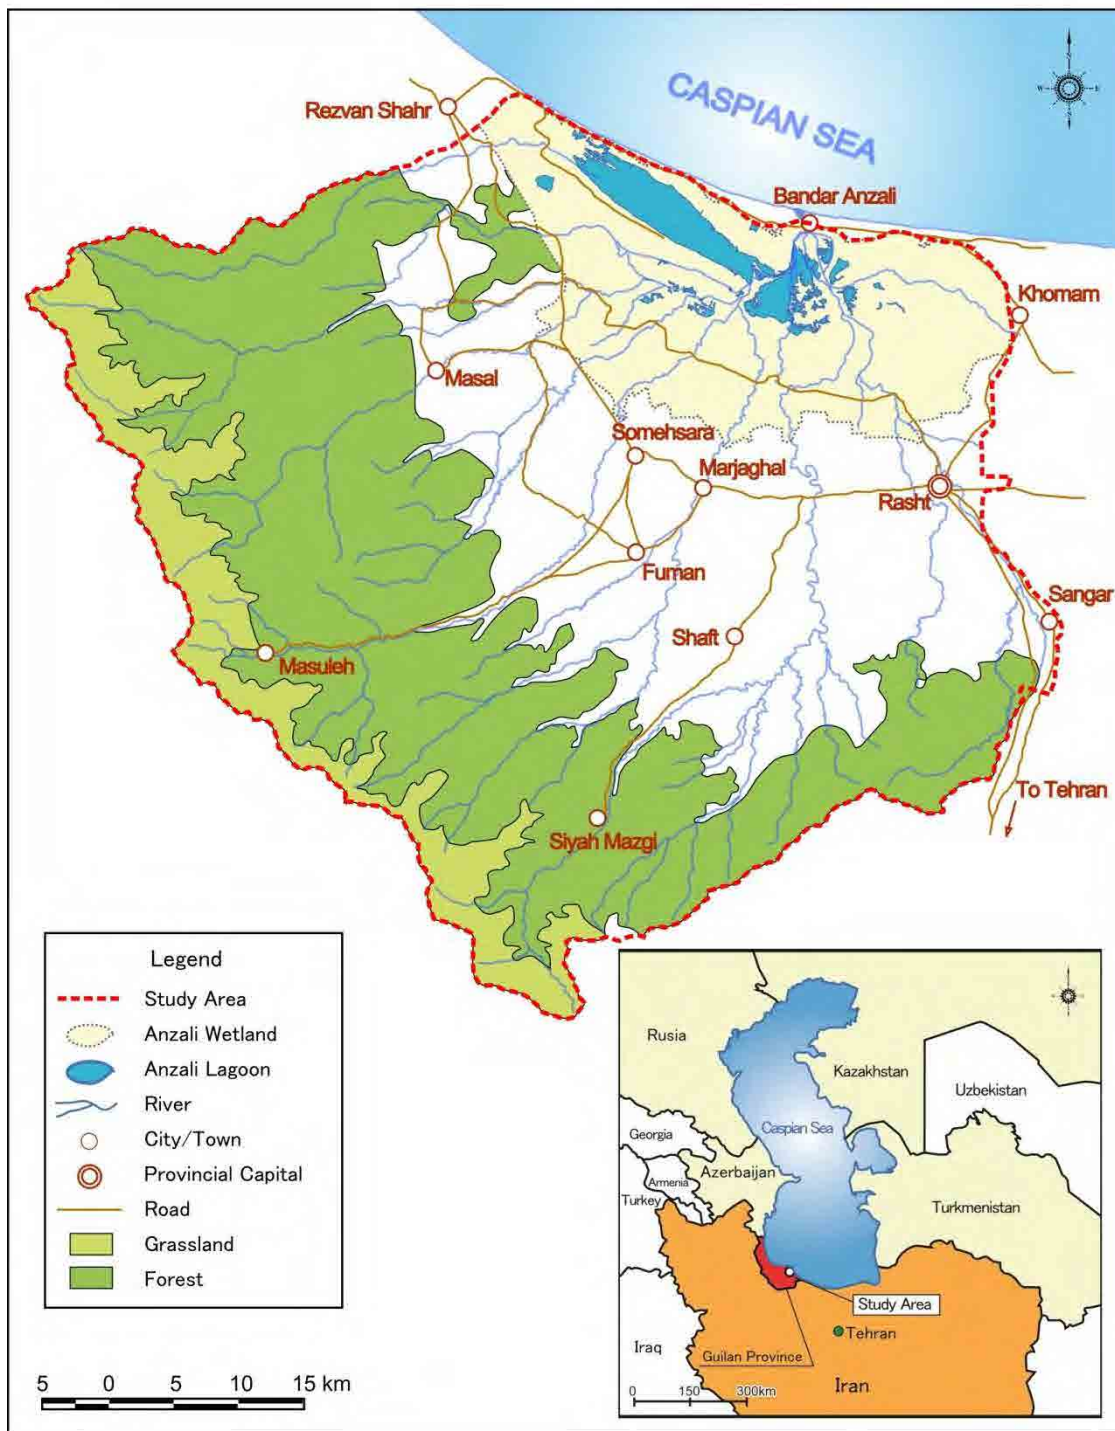 CASPIAN SEA
N
W E
S
Rezvan Shahr
Bandar Anzali
Khomam
Masal
Somehsara
Marjaghal
Rasht
Fuman
Sangar
Shaft
Masuleh
To Tehran
Siyah Mazgi
Legend
Study Area
Anzali Wetland
Anzali Lagoon
River
City/Town
Provincial Capital
Road
Grassland
Forest
5 0 5 10 15 km
Rusia
Kazakhstan
Uzbekistan
Caspian Sea
Georgia
Azerbaijan
Armenia
Turkey
Turkmenistan
Study Area
Tehran
Iraq
Guilan Province
Iran
0 150 300km